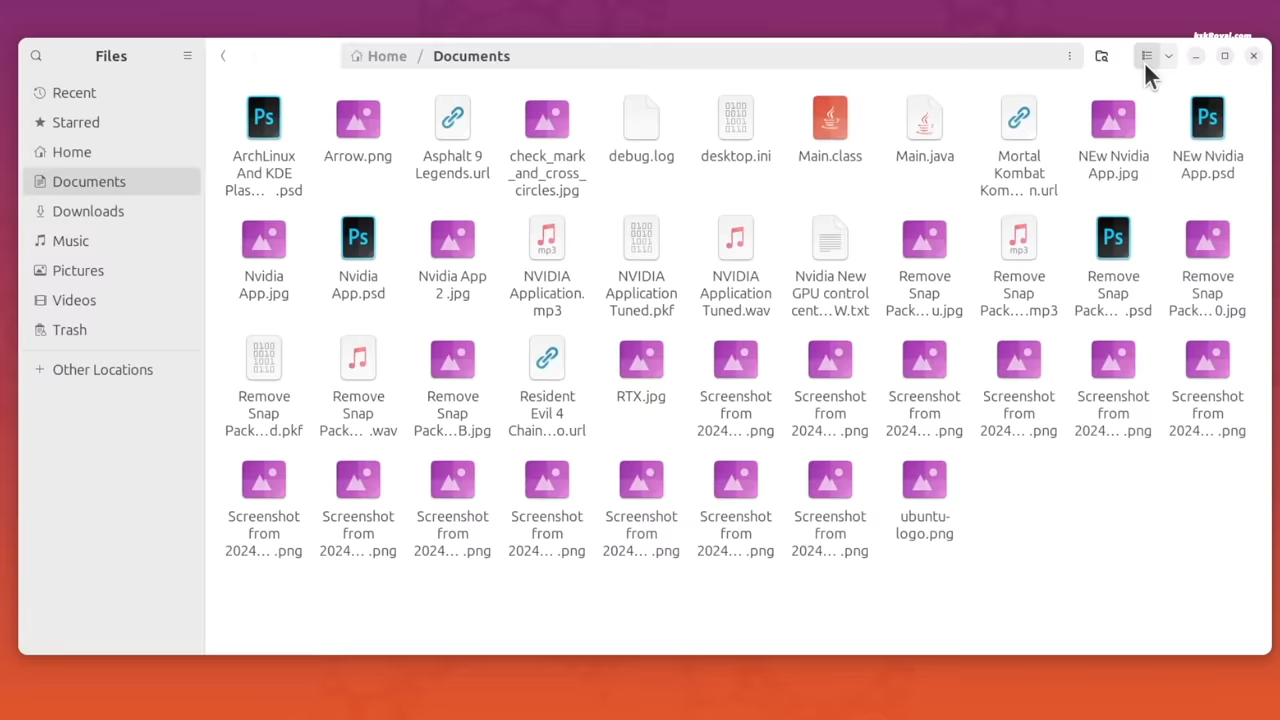 kskRoyal.com
Files
Home / Documents
Recent
Starred
Home
Documents
Downloads
Music
Pictures
Videos
Trash
+ Other Locations
ArchLinux
And KDE
Plas… .psd
Arrow.png
Asphalt 9
Legends.url
check_mark
_and_cross_
circles.jpg
debug.log
desktop.ini
Main.class
Main.java
Mortal
Kombat
Kom… n.url
NEw Nvidia
App.jpg
NEw Nvidia
App.psd
Nvidia
App.jpg
Nvidia
App.psd
Nvidia App
2 .jpg
NVIDIA
Application.
mp3
NVIDIA
Application
Tuned.pkf
NVIDIA
Application
Tuned.wav
Nvidia New
GPU control
cent…W.txt
Remove
Snap
Pack…u.jpg
Remove
Snap
Pack….mp3
Remove
Snap
Pack… .psd
Remove
Snap
Pack…0.jpg
Remove
Snap
Pack…d.pkf
Remove
Snap
Pack… .wav
Remove
Snap
Pack…B.jpg
Resident
Evil 4
Chain…o.url
RTX.jpg
Screenshot
from
2024… .png
Screenshot
from
2024… .png
Screenshot
from
2024… .png
Screenshot
from
2024… .png
Screenshot
from
2024… .png
Screenshot
from
2024… .png
Screenshot
from
2024… .png
Screenshot
from
2024… .png
Screenshot
from
2024… .png
Screenshot
from
2024… .png
Screenshot
from
2024… .png
Screenshot
from
2024… .png
Screenshot
from
2024… .png
ubuntu-
logo.png